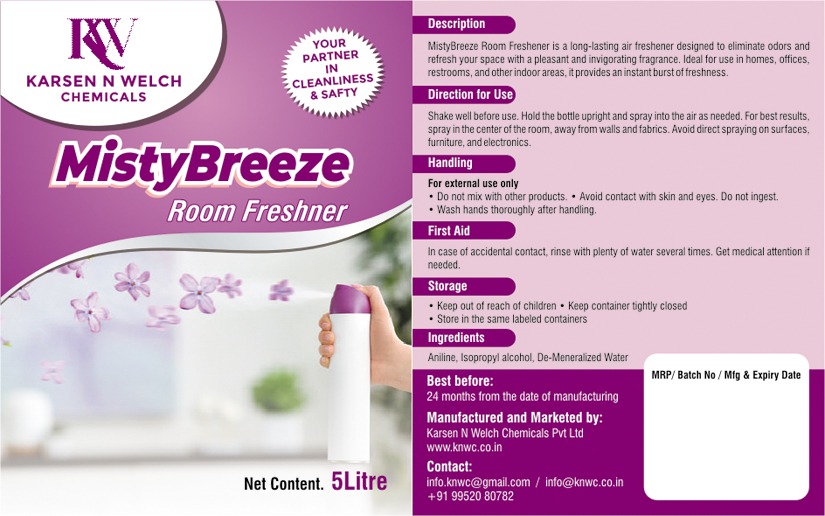 KW
KARSEN N WELCH
CHEMICALS
YOUR
PARTNER
IN
CLEANLINESS
& SAFTY
MistyBreeze
Room Freshner
Net Content. 5Litre
Description
MistyBreeze Room Freshener is a long-lasting air freshener designed to eliminate odors and
refresh your space with a pleasant and invigorating fragrance. Ideal for use in homes, offices,
restrooms, and other indoor areas, it provides an instant burst of freshness.
Direction for Use
Shake well before use. Hold the bottle upright and spray into the air as needed. For best results,
spray in the center of the room, away from walls and fabrics. Avoid direct spraying on surfaces,
furniture, and electronics.
Handling
For external use only
• Do not mix with other products. • Avoid contact with skin and eyes. Do not ingest.
• Wash hands thoroughly after handling.
First Aid
In case of accidental contact, rinse with plenty of water several times. Get medical attention if
needed.
Storage
• Keep out of reach of children • Keep container tightly closed
• Store in the same labeled containers
Ingredients
Aniline, Isopropyl alcohol, De-Meneralized Water
Best before:
24 months from the date of manufacturing
Manufactured and Marketed by:
Karsen N Welch Chemicals Pvt Ltd
www.knwc.co.in
Contact:
info.knwc@gmail.com / info@knwc.co.in
+91 99520 80782
MRP/ Batch No / Mfg & Expiry Date